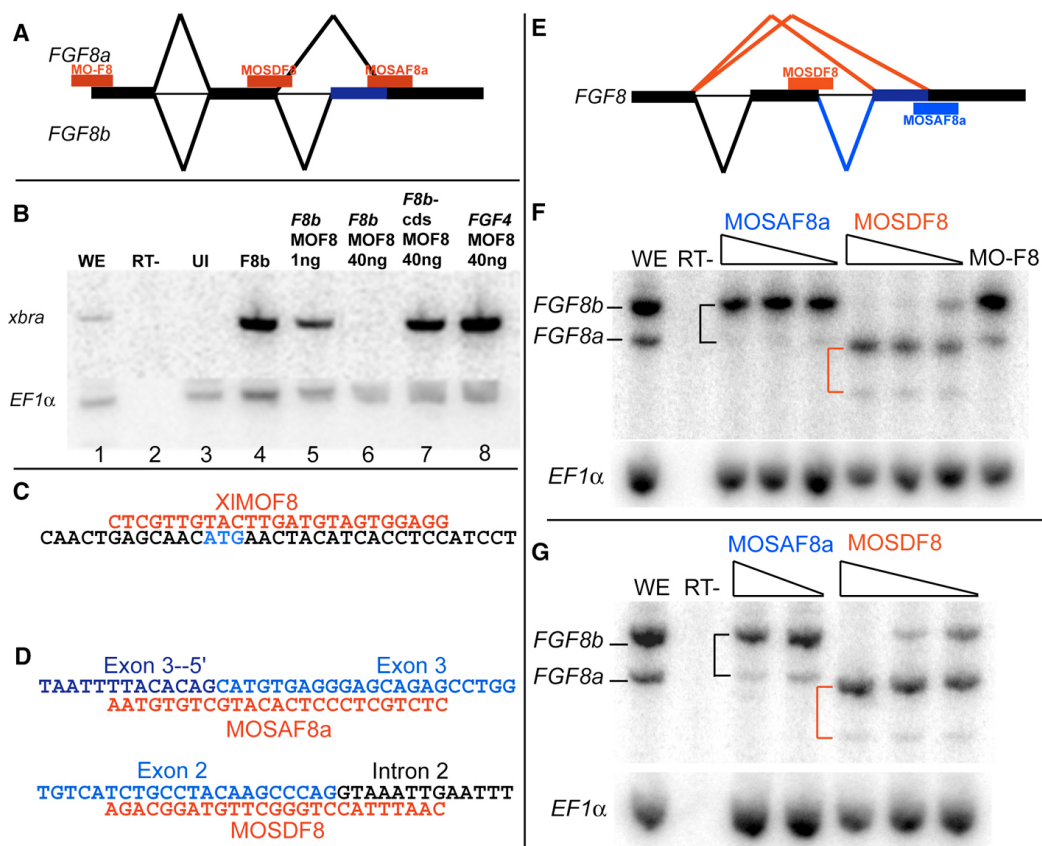 A
FGF8a
MO-F8
MOSDF8
MOSAF8a
FGF8b
B
F8b MOF8 1ng
F8b MOF8 40ng
F8b-cds MOF8 40ng
FGF4 MOF8 40ng
WE RT- UI F8b
xbra
EF1α
1 2 3 4 5 6 7 8
C
XlMOF8
CTCGTTGTACTTGATGTAGTGGAGG
CAACTGAGCAACATGAACTACATCACCTCCATCCT
D
Exon 3--5' Exon 3
TAATTTTACACAGCATGTGAGGGAGCAGAGCCTGG
AATGTGTCGTACACTCCCTCGTCTC
MOSAF8a
Exon 2 Intron 2
TGTCATCTGCCTACAAGCCCAGGTAAATTGAATTT
AGACGGATGTTCGGGTCCATTTAAC
MOSDF8
E
MOSDF8
FGF8
MOSAF8a
F
MOSAF8a MOSDF8
WE RT- MO-F8
FGF8b
FGF8a
EF1α
G
MOSAF8a MOSDF8
WE RT-
FGF8b
FGF8a
EF1α